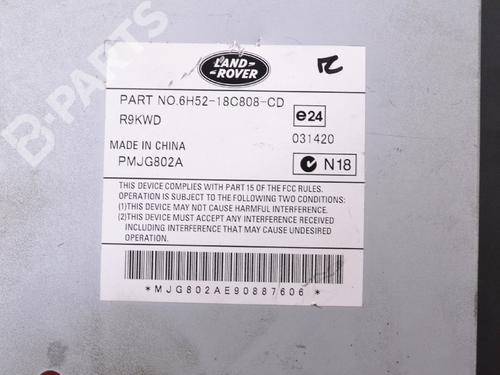 LAND-
ROVER
PART NO.6H52-18C808-CD
R9KWD
e24
031420
MADE IN CHINA
PMJG802A
N18
THIS DEVICE COMPLIES WITH PART 15 OF THE FCC RULES.
OPERATION IS SUBJECT TO THE FOLLOWING TWO CONDITIONS:
(1)THIS DEVICE MAY NOT CAUSE HARMFUL INTERFERENCE.
(2)THIS DEVICE MUST ACCEPT ANY INTERFERENCE RECEIVED
INCLUDING INTERFERENCE THAT MAY CAUSE UNDESIRED
OPERATION.
*MJG802AE90887606*
B-PARTS